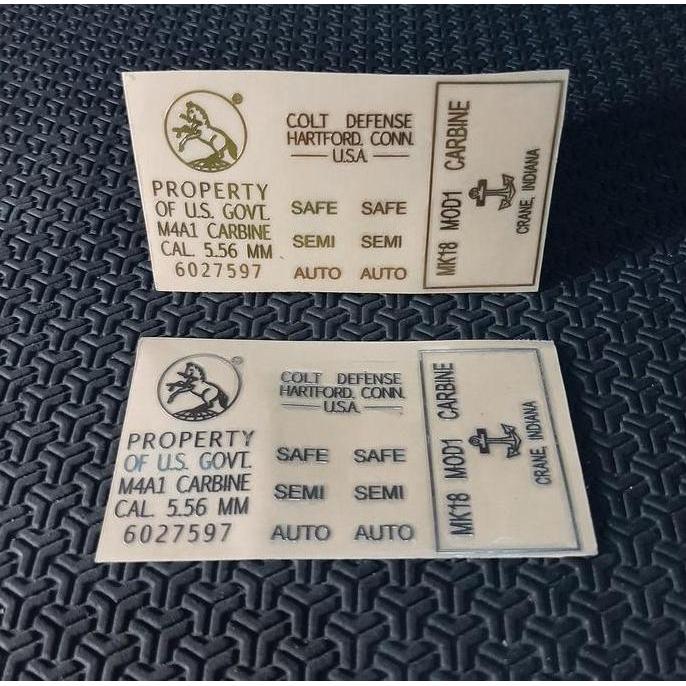 ®
PROPERTY
OF U.S. GOVT.
M4A1 CARBINE
CAL. 5.56 MM
6027597
COLT DEFENSE
HARTFORD, CONN.
U.S.A
SAFE SAFE
SEMI SEMI
AUTO AUTO
MK18 MOD1 CARBINE
CRANE, INDIANA
®
PROPERTY
OF U.S. GOVT.
M4A1 CARBINE
CAL. 5.56 MM
6027597
COLT DEFENSE
HARTFORD, CONN.
U.S.A.
SAFE SAFE
SEMI SEMI
AUTO AUTO
MK18 MOD1 CARBINE
CRANE, INDIANA